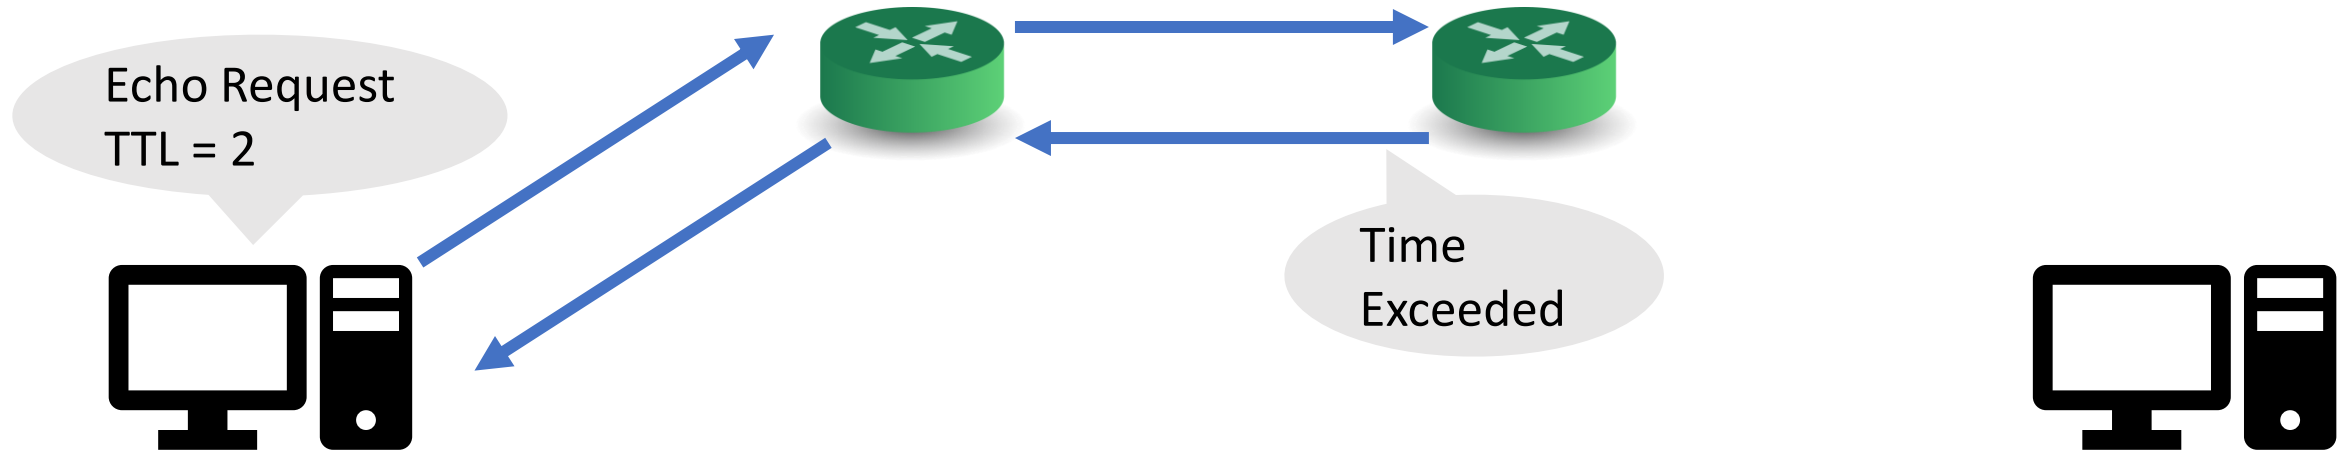 Echo Request
TTL = 2
Time
Exceeded